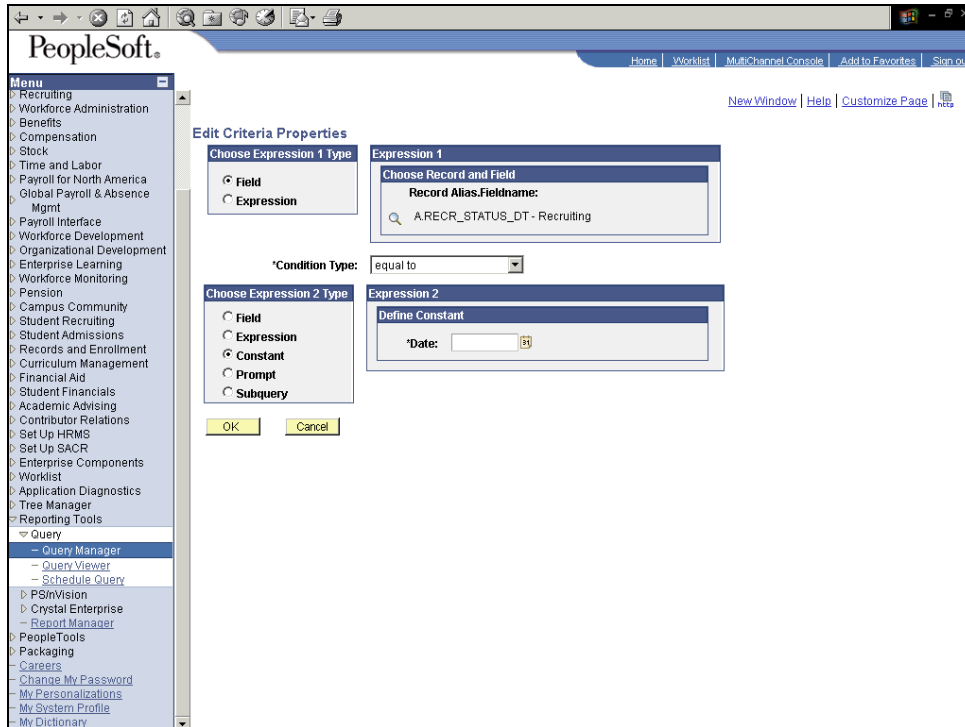 PeopleSoft.
Home | Worklist | MultiChannel Console | Add to Favorites | Sign ou
Menu
Recruiting
Workforce Administration
Benefits
Compensation
Stock
Time and Labor
Payroll for North America
Global Payroll & Absence
Mgmt
Payroll Interface
Workforce Development
Organizational Development
Enterprise Learning
Workforce Monitoring
Pension
Campus Community
Student Recruiting
Student Admissions
Records and Enrollment
Curriculum Management
Financial Aid
Student Financials
Academic Advising
Contributor Relations
Set Up HRMS
Set Up SACR
Enterprise Components
Worklist
Application Diagnostics
Tree Manager
Reporting Tools
Query
– Query Manager
– Query Viewer
– Schedule Query
PS/nVision
Crystal Enterprise
– Report Manager
PeopleTools
Packaging
– Careers
– Change My Password
– My Personalizations
– My System Profile
– My Dictionary
New Window | Help | Customize Page | http
Edit Criteria Properties
Choose Expression 1 Type
Field
Expression
Expression 1
Choose Record and Field
Record Alias.Fieldname:
A.RECR_STATUS_DT - Recruiting
*Condition Type: equal to
Choose Expression 2 Type
Field
Expression
Constant
Prompt
Subquery
Expression 2
Define Constant
*Date: 31
OK Cancel